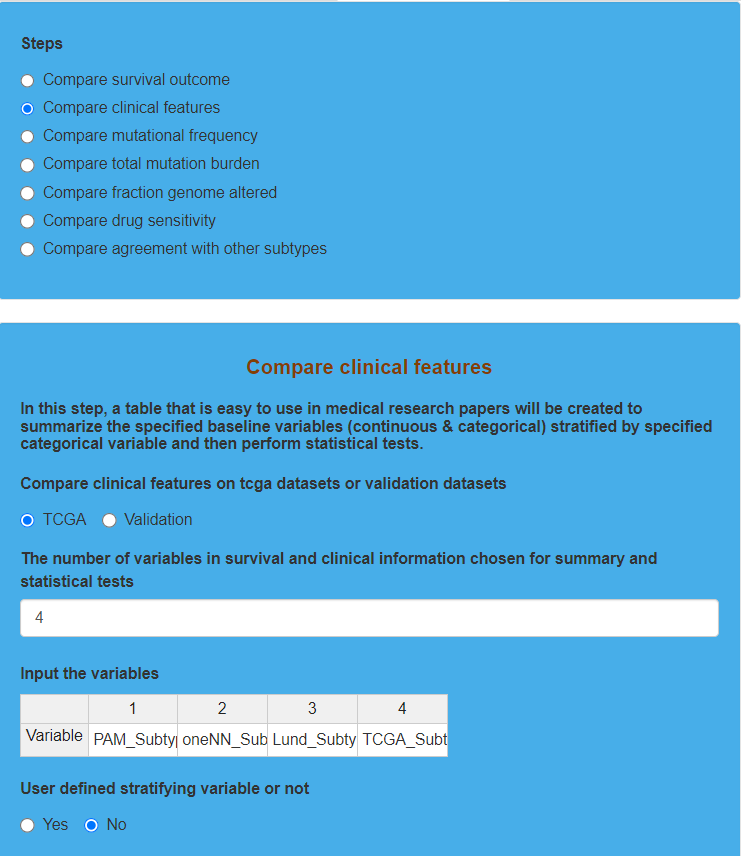 Steps
Compare survival outcome
Compare clinical features
Compare mutational frequency
Compare total mutation burden
Compare fraction genome altered
Compare drug sensitivity
Compare agreement with other subtypes
Compare clinical features
In this step, a table that is easy to use in medical research papers will be created to
summarize the specified baseline variables (continuous & categorical) stratified by specified
categorical variable and then perform statistical tests.
Compare clinical features on tcga datasets or validation datasets
TCGA Validation
The number of variables in survival and clinical information chosen for summary and
statistical tests
4
Input the variables
1 2 3 4
Variable PAM_Subty oneNN_Sub Lund_Subty TCGA_Subt
User defined stratifying variable or not
Yes No